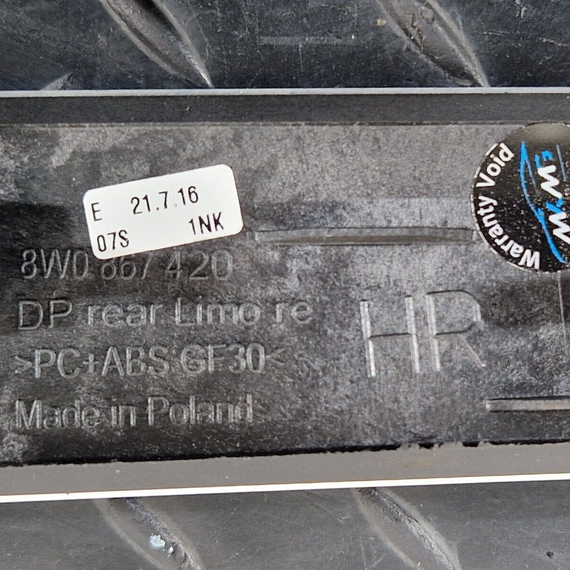 E 21.7.16
07S 1NK
8W0 867 420
DP rear Limo re
>PC+ABS GF30<
Made in Poland
HR
Warranty Void